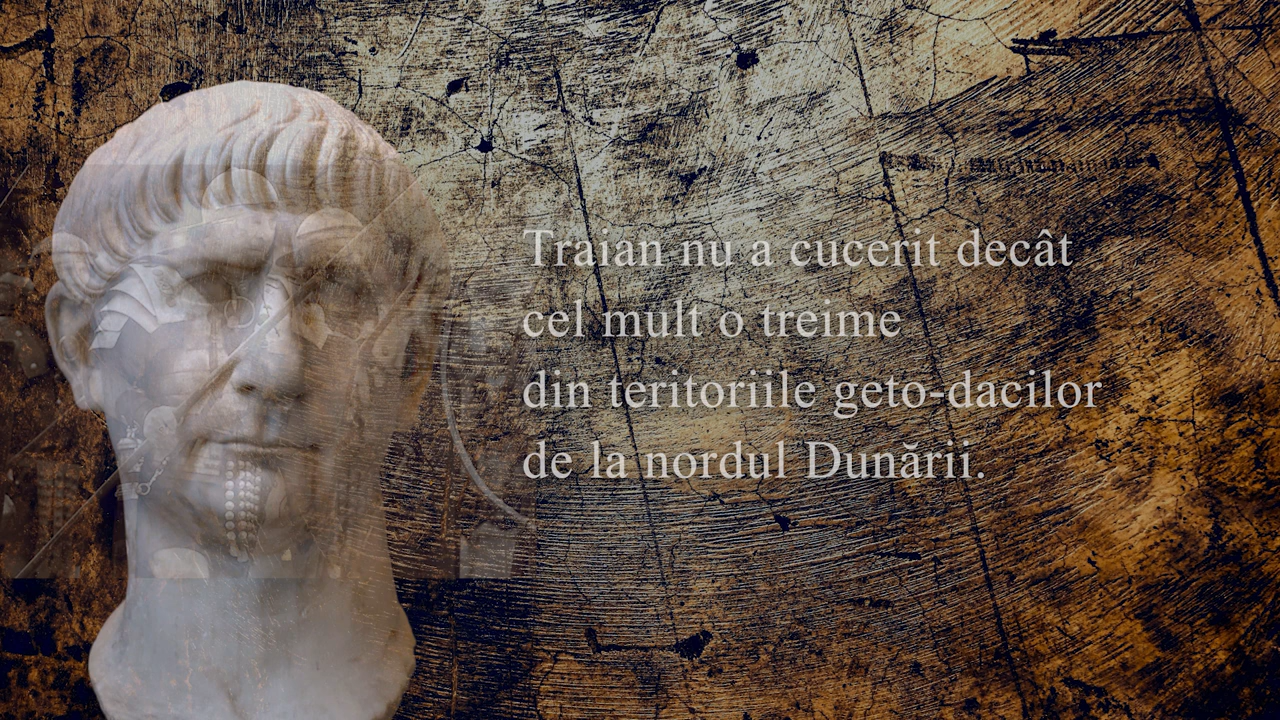 Traian nu a cucerit decât
cel mult o treime
din teritoriile geto-dacilor
de la nordul Dunării.